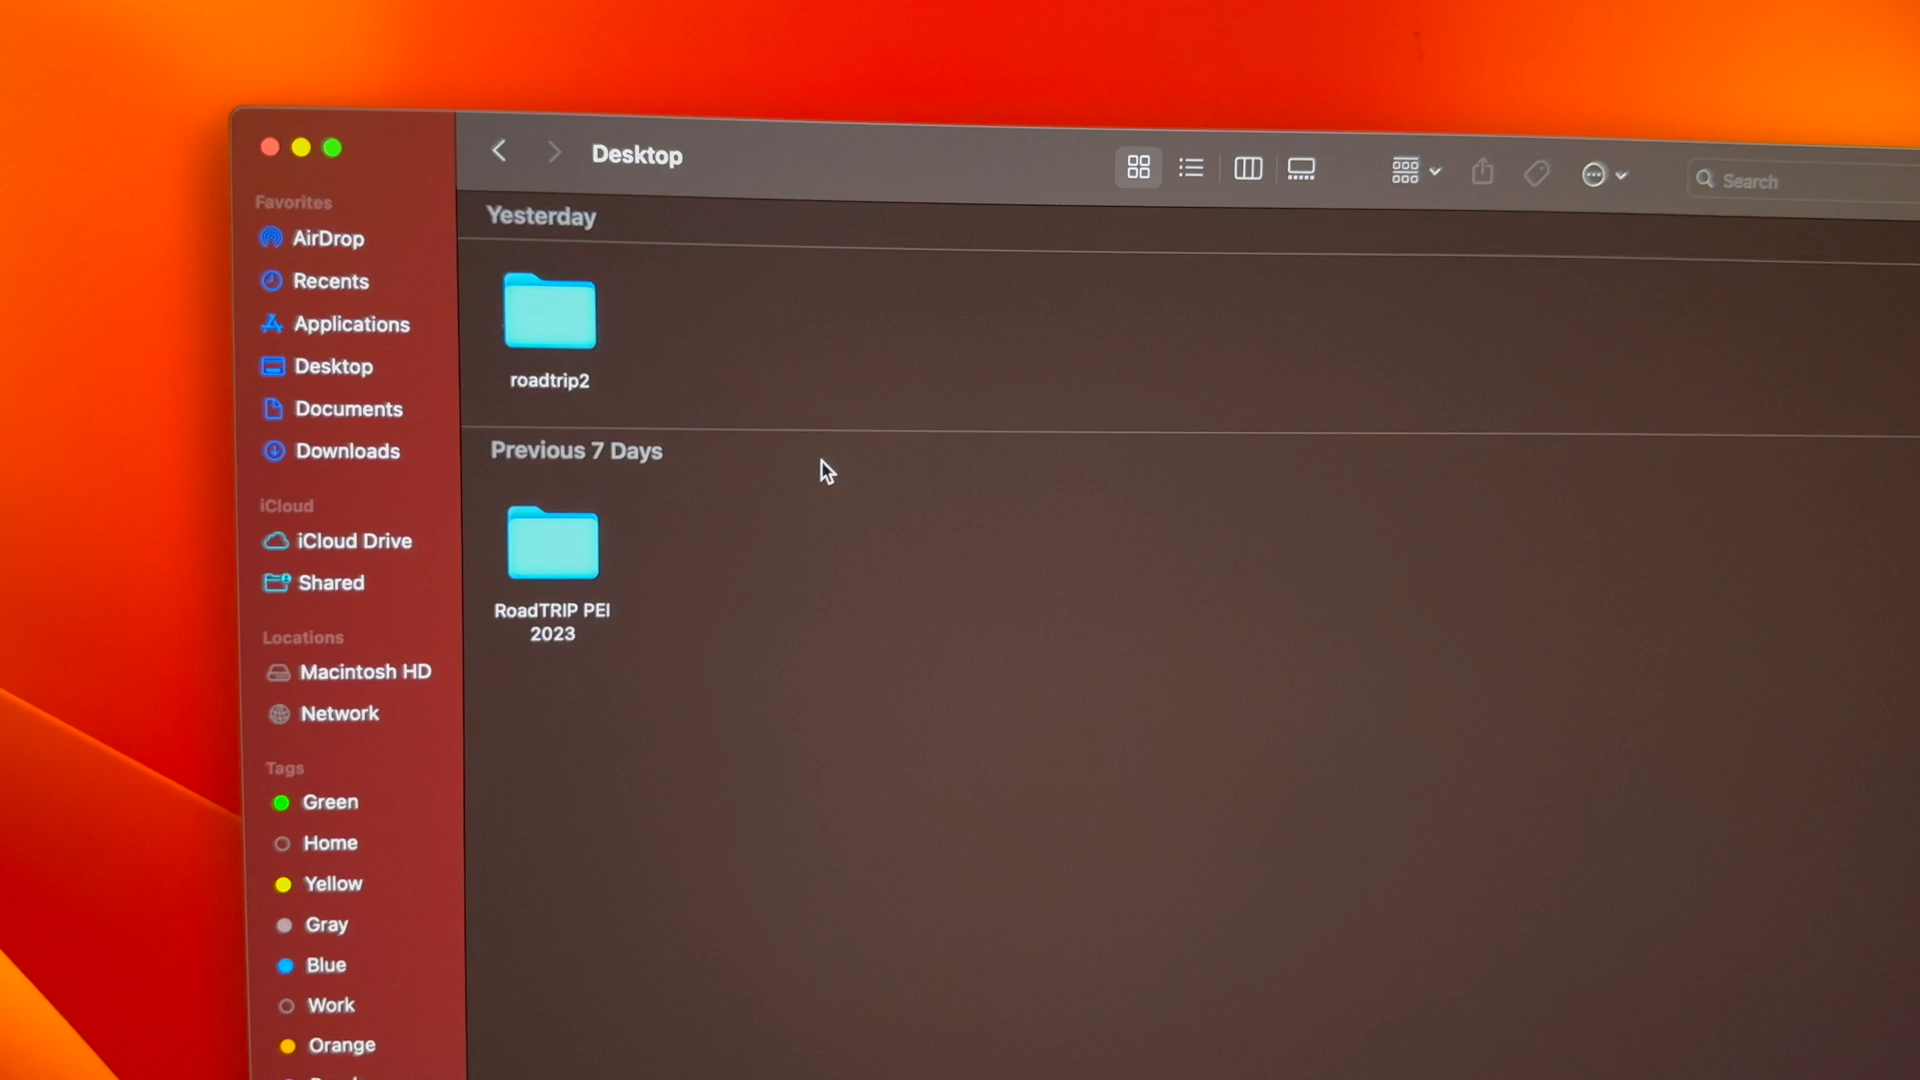 Desktop
Search
Favorites
AirDrop
Recents
Applications
Desktop
Documents
Downloads
iCloud
iCloud Drive
Shared
Locations
Macintosh HD
Network
Tags
Green
Home
Yellow
Gray
Blue
Work
Orange
Yesterday
roadtrip2
Previous 7 Days
RoadTRIP PEI
2023